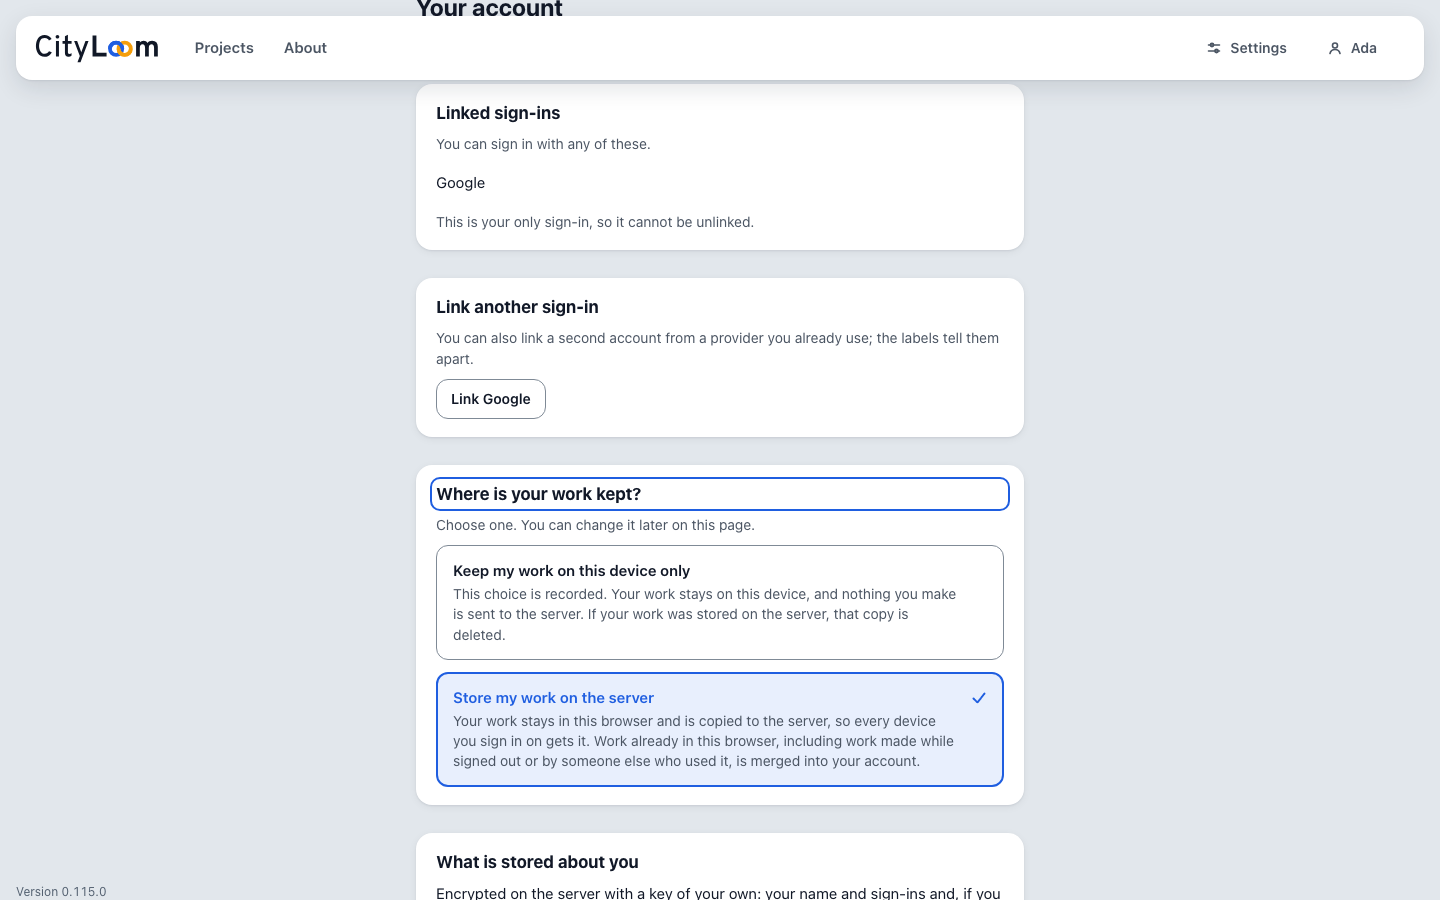 Your account
CityLoom
Projects
About
Settings
Ada
Linked sign-ins
You can sign in with any of these.
Google
This is your only sign-in, so it cannot be unlinked.
Link another sign-in
You can also link a second account from a provider you already use; the labels tell them
apart.
Link Google
Where is your work kept?
Choose one. You can change it later on this page.
Keep my work on this device only
This choice is recorded. Your work stays on this device, and nothing you make
is sent to the server. If your work was stored on the server, that copy is
deleted.
Store my work on the server
Your work stays in this browser and is copied to the server, so every device
you sign in on gets it. Work already in this browser, including work made while
signed out or by someone else who used it, is merged into your account.
What is stored about you
Encrypted on the server with a key of your own: your name and sign-ins and, if you
Version 0.115.0